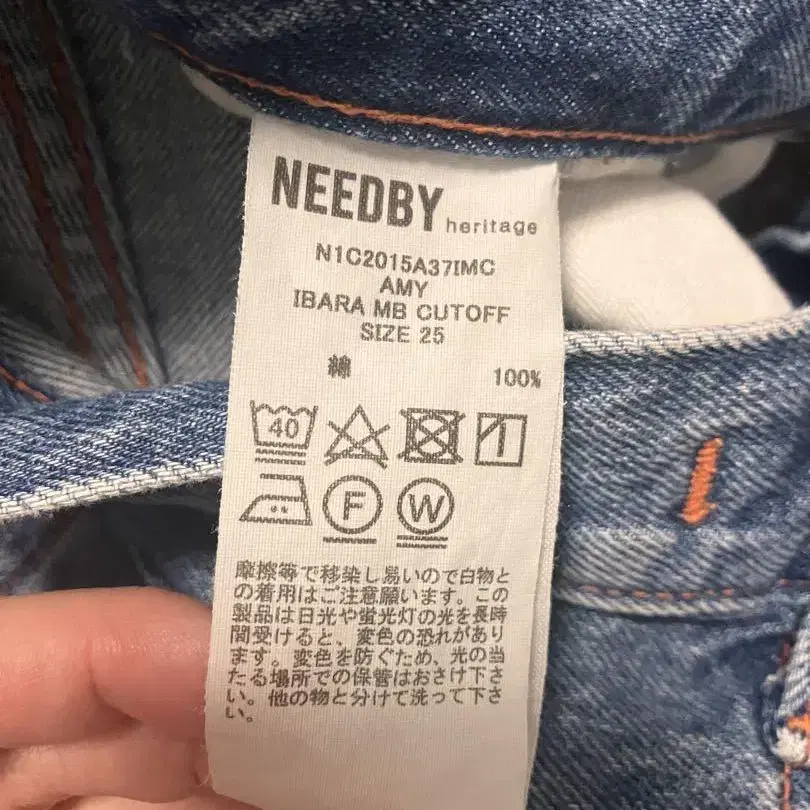 NEEDBY heritage
N1C2015A37IMC
AMY
IBARA MB CUTOFF
SIZE 25
綿 100%
40
F W
摩擦等で移染し易いので白物と
の着用はご注意願います。この
製品は日光や蛍光灯の光を長時
間受けると、変色の恐れがあり
ます。変色を防ぐため、光の当
たる場所での保管はおさけ下さ
い。他の物と分けて洗って下さ
い。